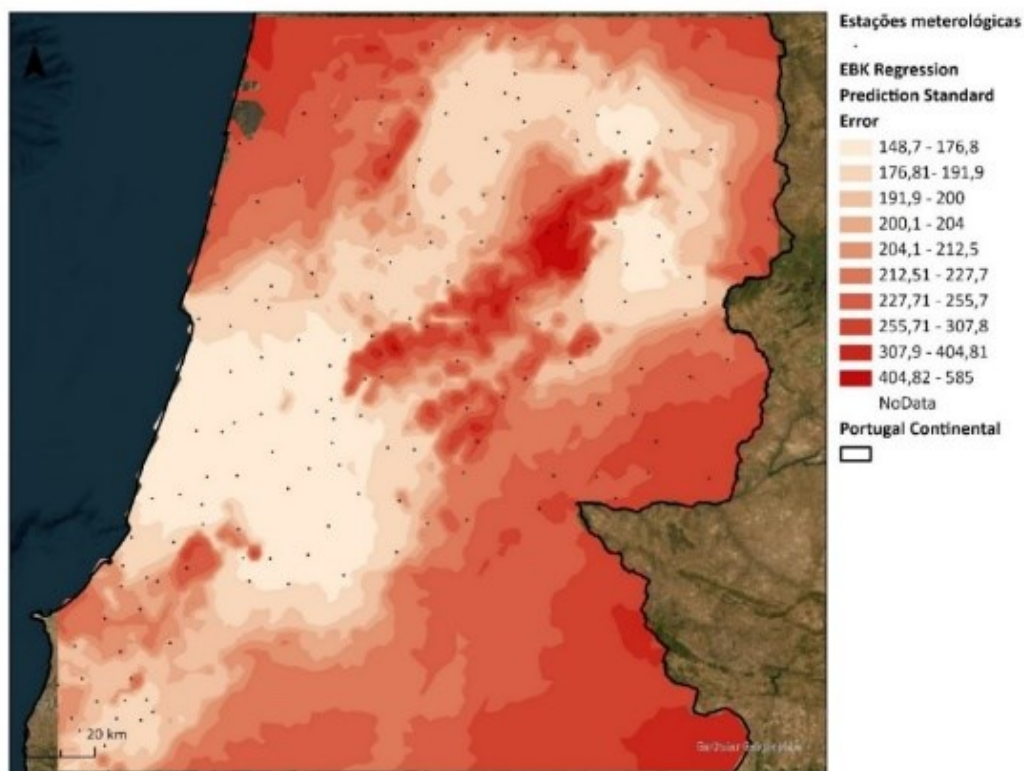 Estações meterológicas
EBK Regression
Prediction Standard
Error
148,7 - 176,8
176,81- 191,9
191,9 - 200
200,1 - 204
204,1 - 212,5
212,51 - 227,7
227,71 - 255,7
255,71 - 307,8
307,9 - 404,81
404,82 - 585
NoData
Portugal Continental
20 km
Earthstar Geographics